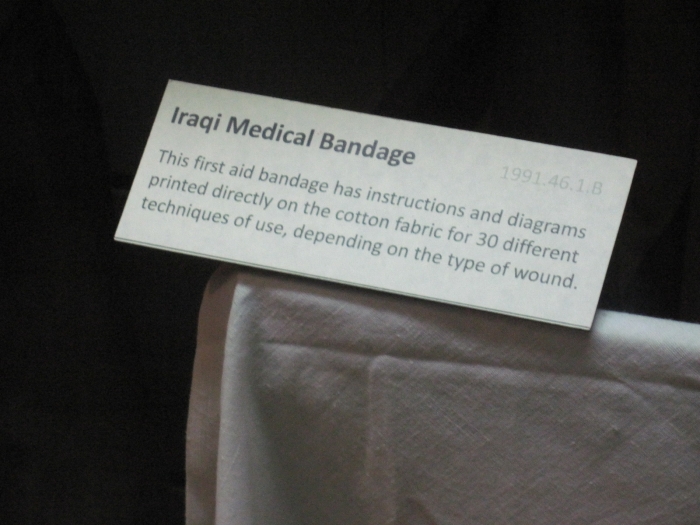 Iraqi Medical Bandage
1991.46.1.B
This first aid bandage has instructions and diagrams
printed directly on the cotton fabric for 30 different
techniques of use, depending on the type of wound.